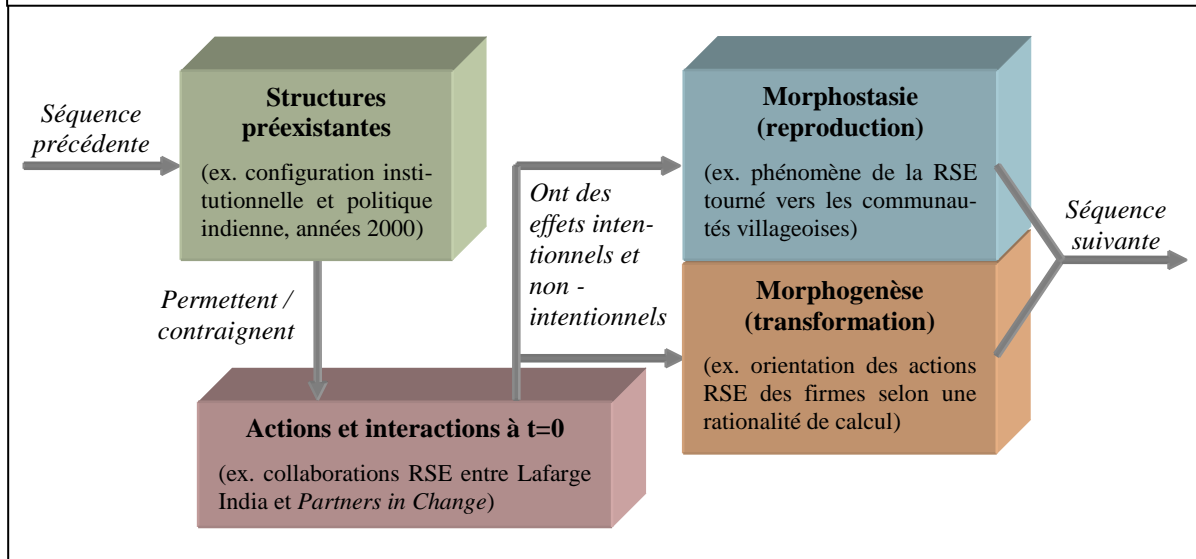 Séquence
précédente
Structures
préexistantes
(ex. configuration insti-
tutionnelle et politique
indienne, années 2000)
Permettent /
contraignent
Actions et interactions à t=0
(ex. collaborations RSE entre Lafarge
India et Partners in Change)
Ont des
effets inten-
tionnels et
non -
intentionnels
Morphostasie
(reproduction)
(ex. phénomène de la RSE
tourné vers les communau-
tés villageoises)
Morphogenèse
(transformation)
(ex. orientation des actions
RSE des firmes selon une
rationalité de calcul)
Séquence
suivante